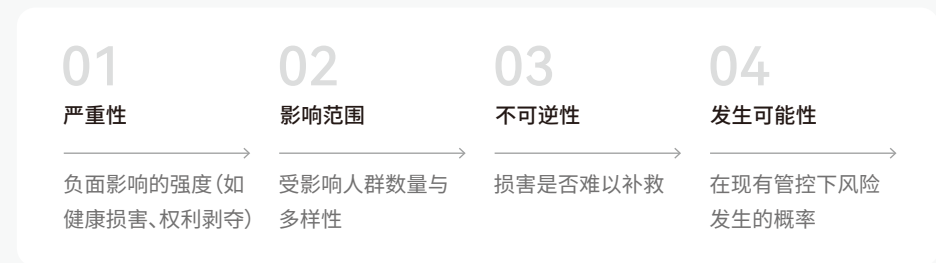 01
严重性
负面影响的强度（如
健康损害、权利剥夺）
02
影响范围
受影响人群数量与
多样性
03
不可逆性
损害是否难以补救
04
发生可能性
在现有管控下风险
发生的概率